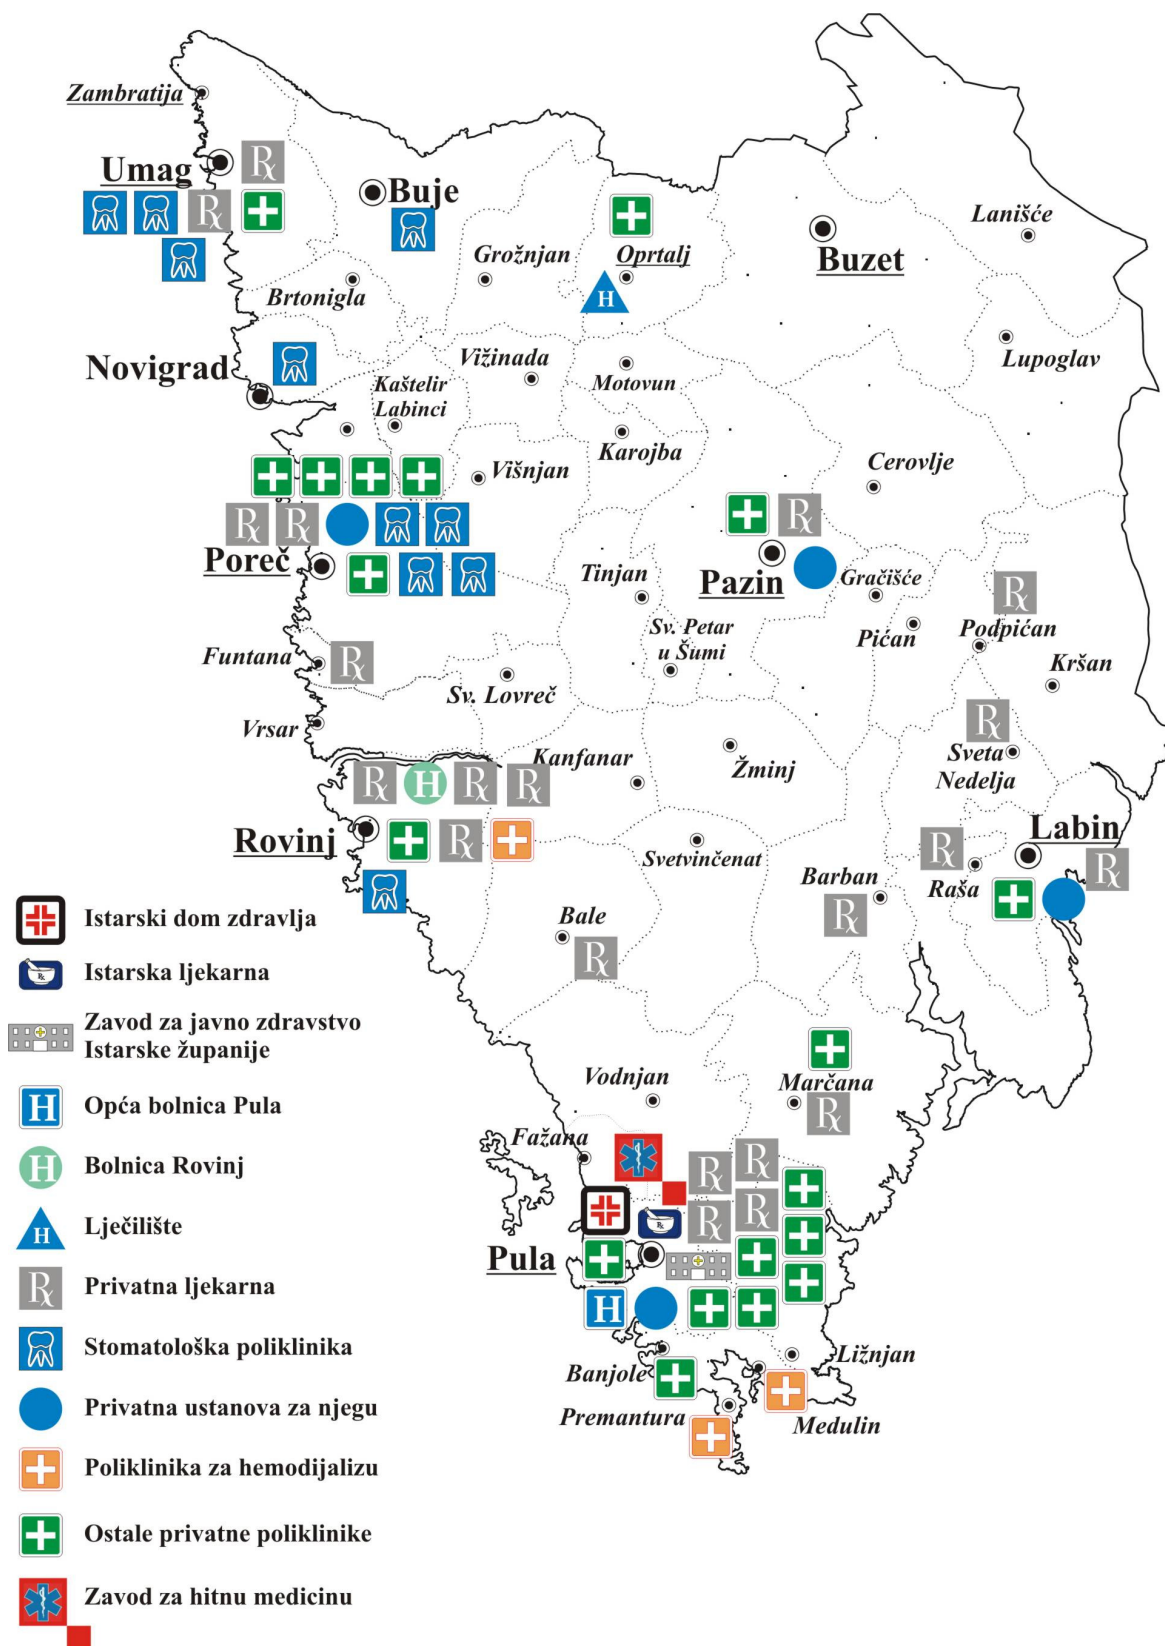 Zambratija
Umag
Buje
Buzet
Lanišće
Grožnjan
Oprtalj
H
Brtonigla
Lupoglav
Novigrad
Vižinada
Motovun
Kaštelir
Labinci
Karojba
Višnjan
Cerovlje
Poreč
Tinjan
Pazin
Gračišće
Sv. Petar
u Šumi
Pićan
Podpićan
Funtana
Sv. Lovreč
Kršan
Vrsar
Kanfanar
Žminj
Sveta
Nedelja
H
Rovinj
Svetvinčenat
Labin
Barban
Raša
Bale
Vodnjan
Marčana
Fažana
Pula
H
Banjole
Ližnjan
Premantura
Medulin
Istarski dom zdravlja
Istarska ljekarna
Zavod za javno zdravstvo
Istarske županije
H Opća bolnica Pula
H Bolnica Rovinj
H Lječilište
Rx Privatna ljekarna
Stomatološka poliklinika
Privatna ustanova za njegu
Poliklinika za hemodijalizu
Ostale privatne poliklinike
Zavod za hitnu medicinu